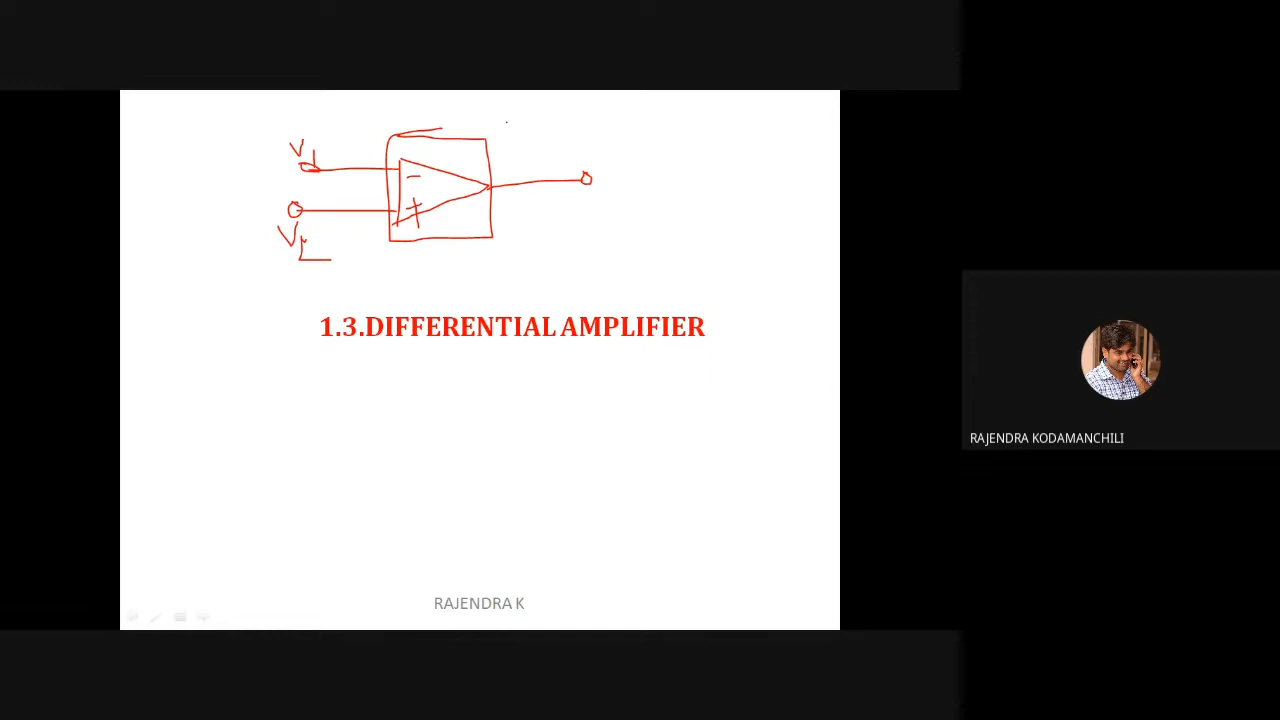 V1
-
+
V2
1.3.DIFFERENTIAL AMPLIFIER
RAJENDRA KODAMANCHILI
RAJENDRA K